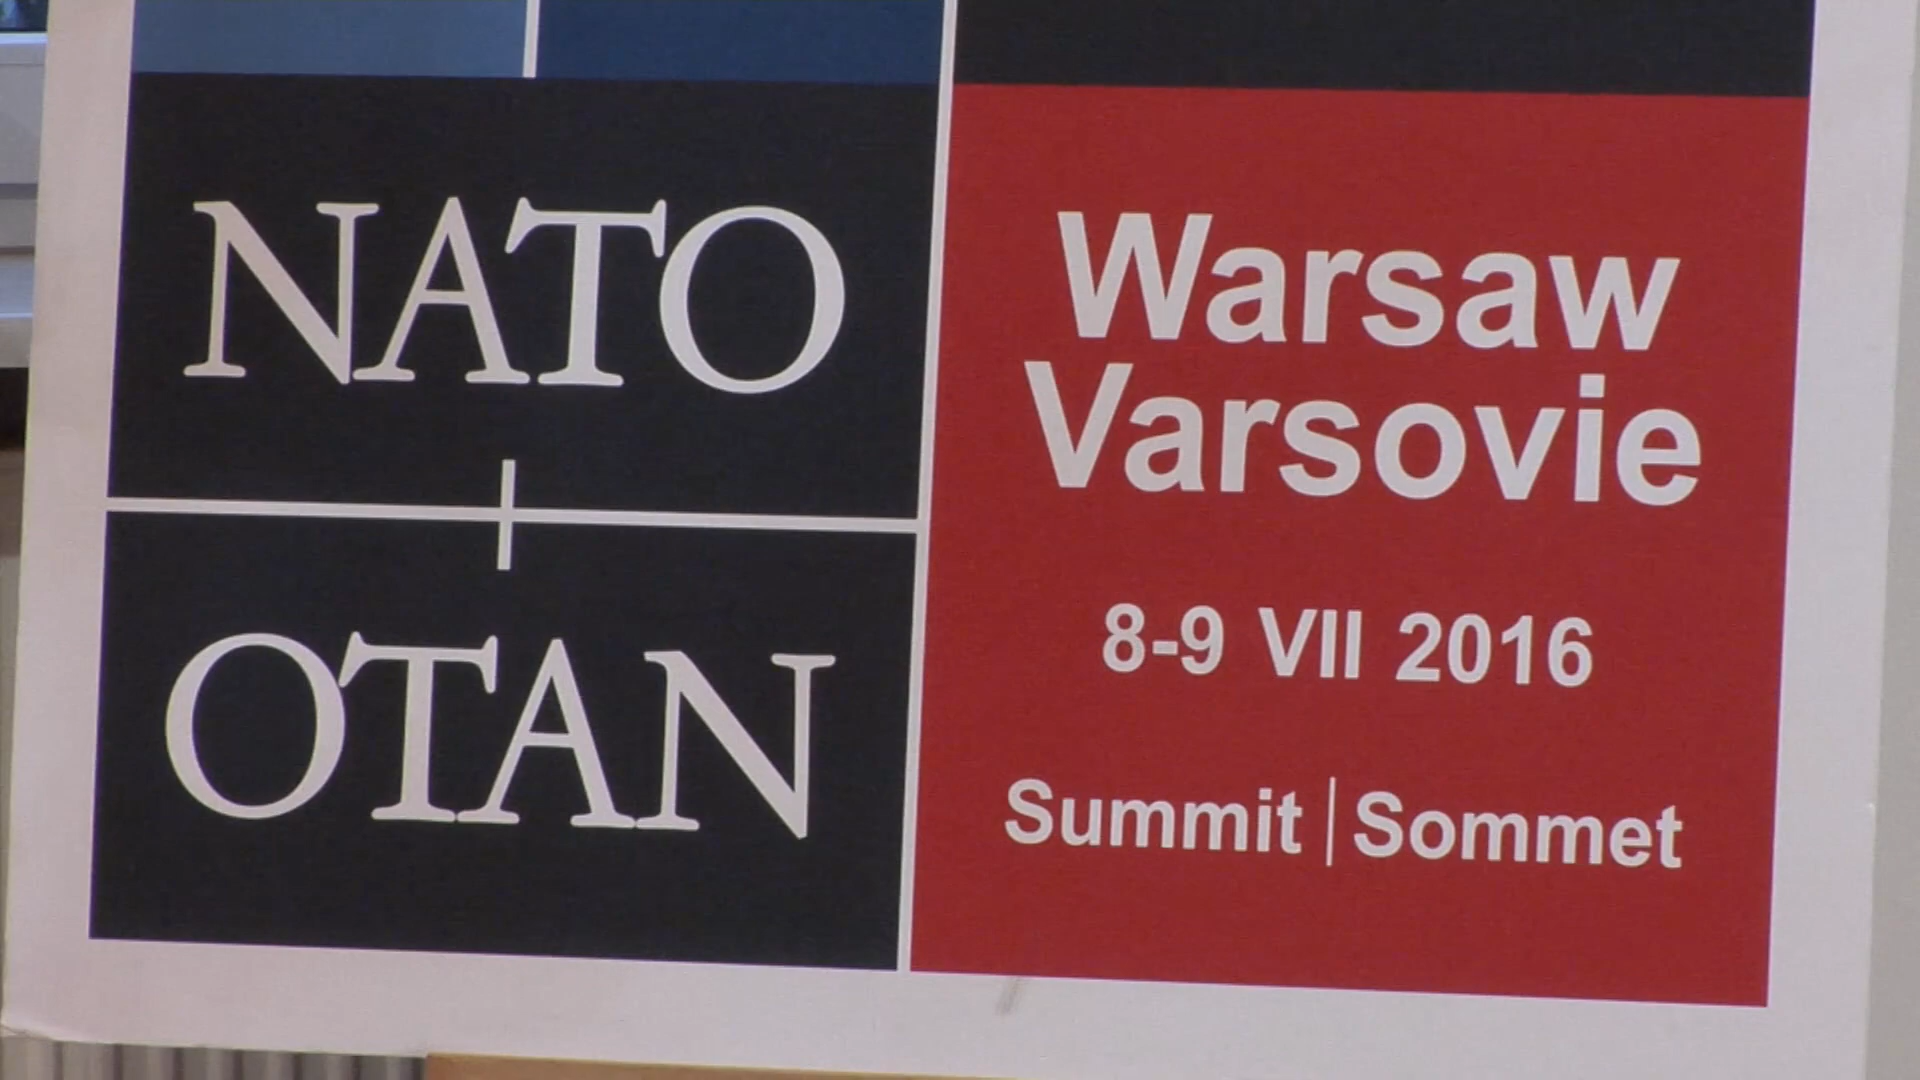 NATO
OTAN
Warsaw
Varsovie
8-9 VII 2016
Summit | Sommet